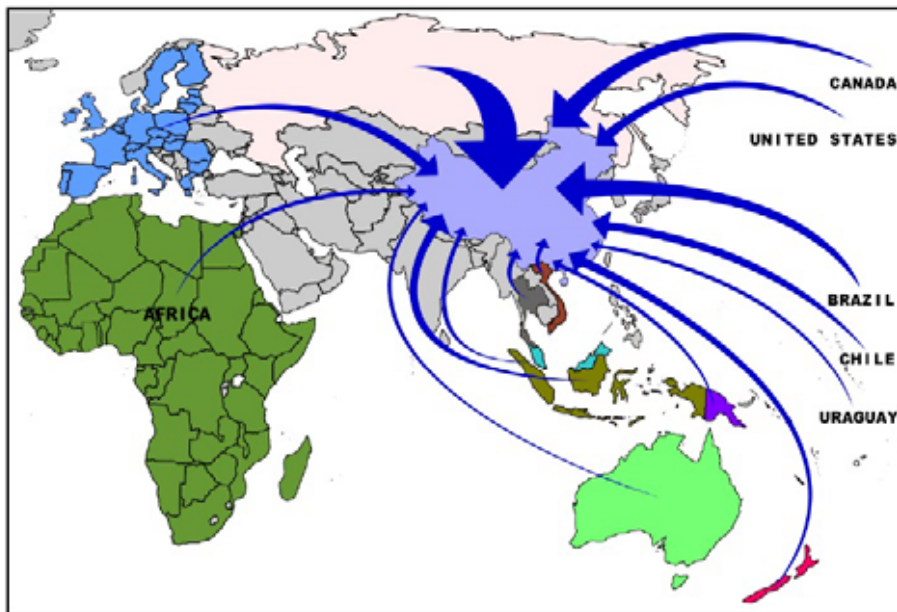 CANADA
UNITED STATES
AFRICA
BRAZIL
CHILE
URAGUAY